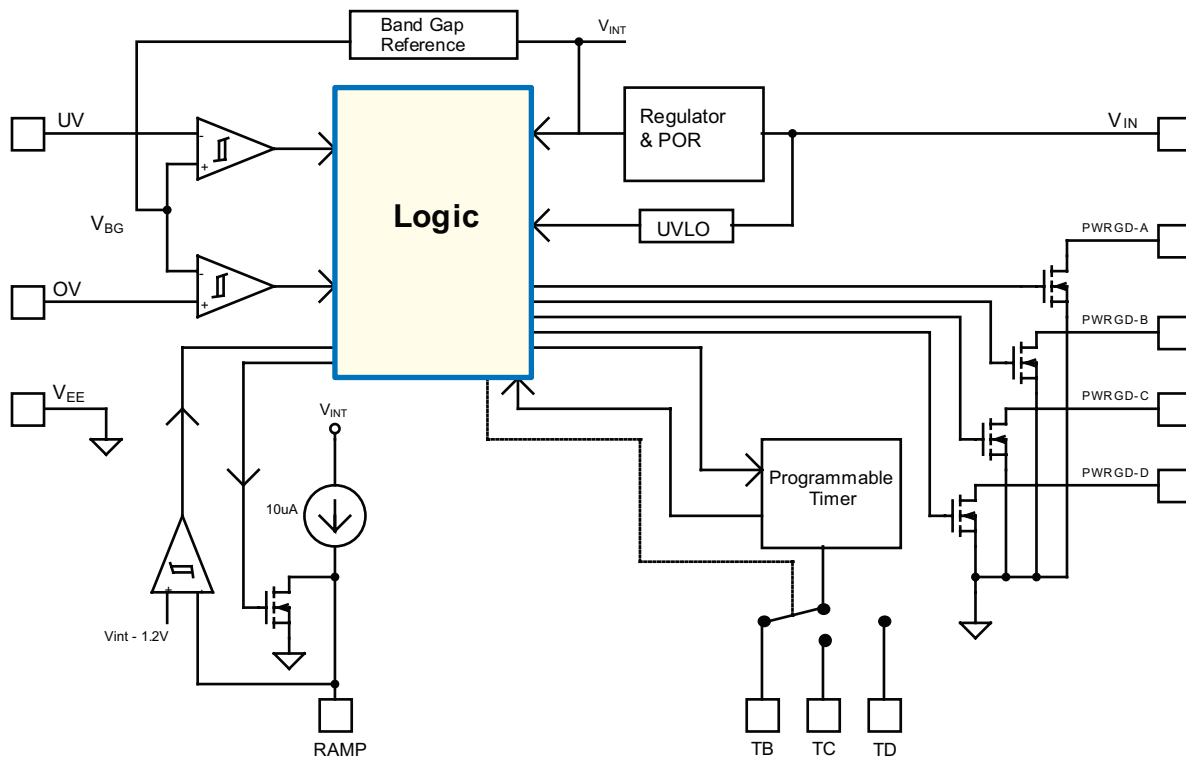 Band Gap
Reference
VINT
UV
-
+
Regulator
& POR
VIN
Logic
VBG
UVLO
PWRGD-A
OV
-
+
PWRGD-B
VEE
VINT
PWRGD-C
Programmable
Timer
PWRGD-D
10uA
+
-
Vint - 1.2V
RAMP
TB
TC
TD